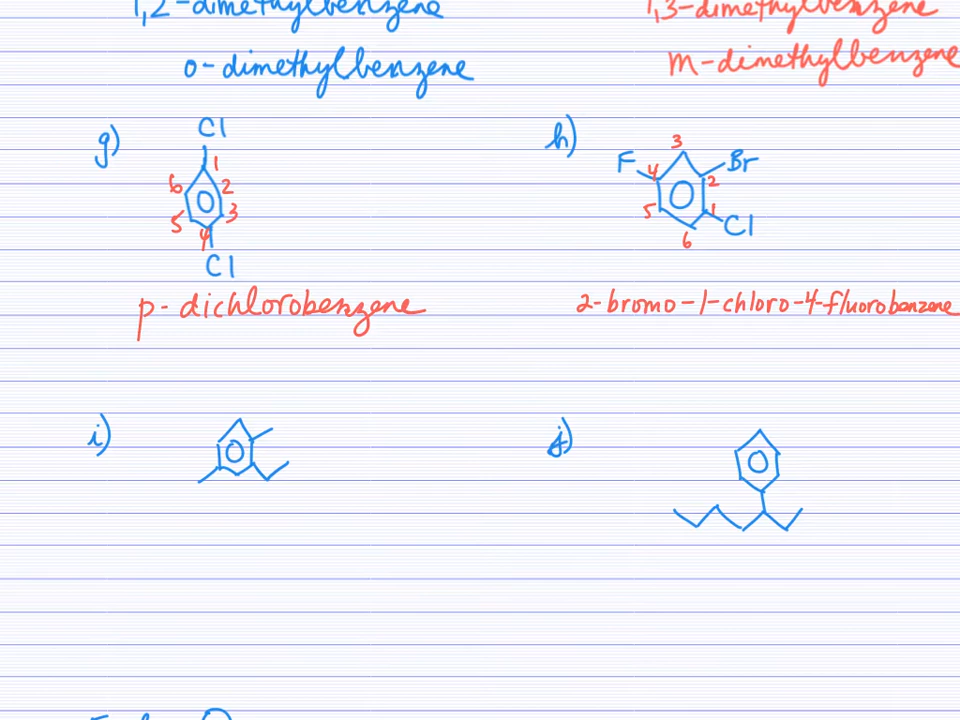 1,2-dimethylbenzene 1,3-dimethylbenzene
o-dimethylbenzene m-dimethylbenzene
g) Cl
1
6 2
5 3
4
Cl
p-dichlorobenzene
h) 3
F 4 Br
2
5 1
Cl
6
2-bromo-1-chloro-4-fluorobenzene
i) j)